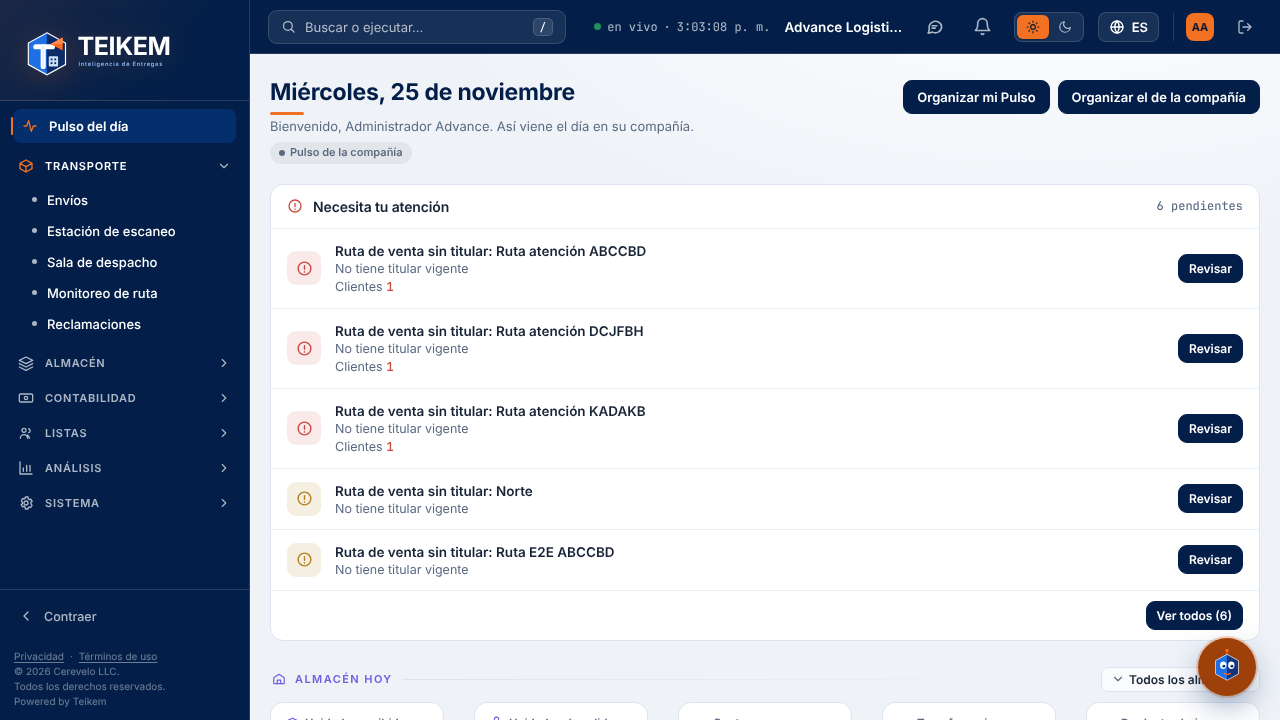 TEIKEM
Inteligencia de Entregas
Buscar o ejecutar...
/
en vivo · 3:03:08 p. m.
Advance Logisti...
ES
AA
Pulso del día
TRANSPORTE
Envíos
Estación de escaneo
Sala de despacho
Monitoreo de ruta
Reclamaciones
ALMACÉN
CONTABILIDAD
LISTAS
ANÁLISIS
SISTEMA
Contraer
Privacidad · Términos de uso
© 2026 Cerevelo LLC.
Todos los derechos reservados.
Powered by Teikem
Miércoles, 25 de noviembre
Bienvenido, Administrador Advance. Así viene el día en su compañía.
Pulso de la compañía
Organizar mi Pulso
Organizar el de la compañía
Necesita tu atención
6 pendientes
Ruta de venta sin titular: Ruta atención ABCCBD
No tiene titular vigente
Clientes 1
Revisar
Ruta de venta sin titular: Ruta atención DCJFBH
No tiene titular vigente
Clientes 1
Revisar
Ruta de venta sin titular: Ruta atención KADAKB
No tiene titular vigente
Clientes 1
Revisar
Ruta de venta sin titular: Norte
No tiene titular vigente
Revisar
Ruta de venta sin titular: Ruta E2E ABCCBD
No tiene titular vigente
Revisar
Ver todos (6)
ALMACÉN HOY
Todos los